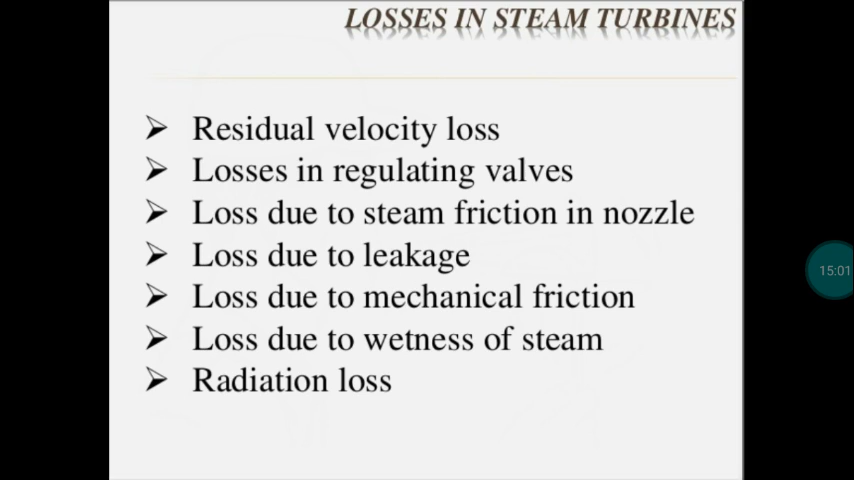 LOSSES IN STEAM TURBINES
➢ Residual velocity loss
➢ Losses in regulating valves
➢ Loss due to steam friction in nozzle
➢ Loss due to leakage
➢ Loss due to mechanical friction
➢ Loss due to wetness of steam
➢ Radiation loss
15:01